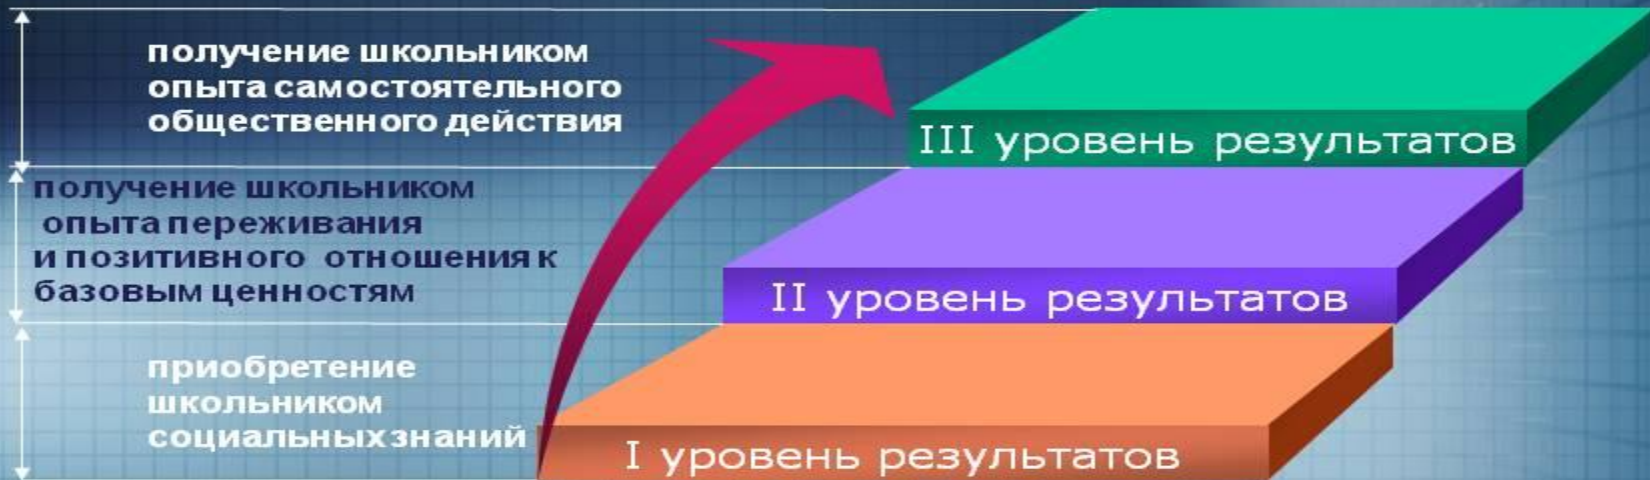 получение школьником
опыта самостоятельного
общественного действия
III уровень результатов
получение школьником
опыта переживания
и позитивного отношения к
базовым ценностям
II уровень результатов
приобретение
школьником
социальных знаний
I уровень результатов